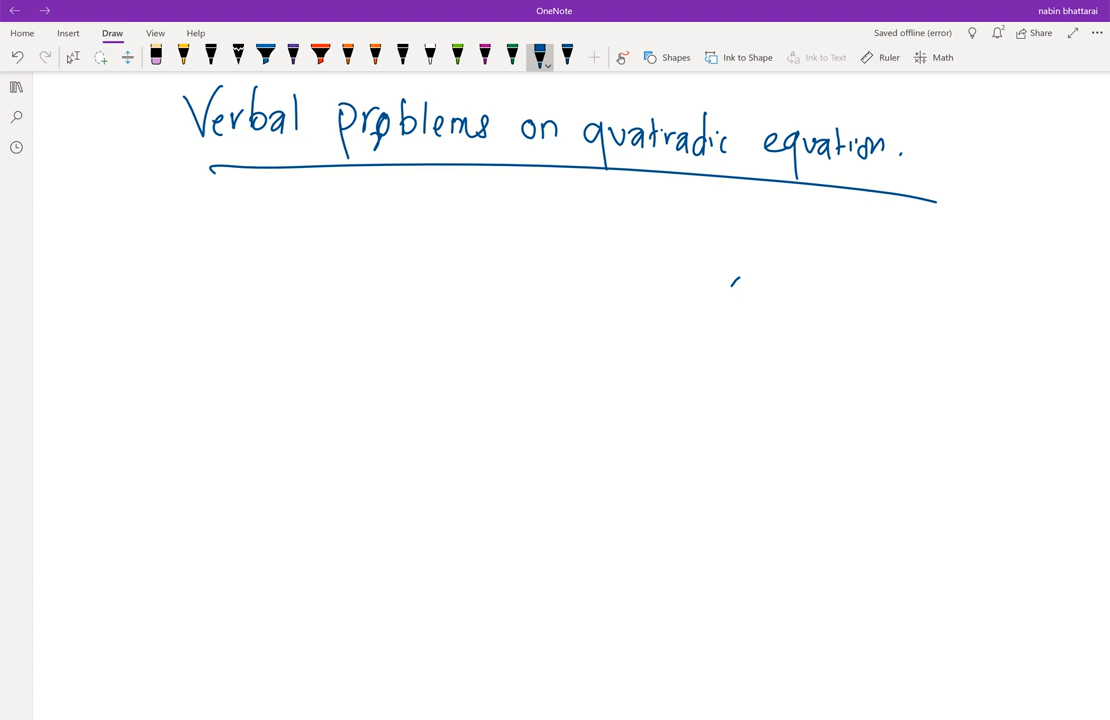 OneNote
nabin bhattarai
Home Insert Draw View Help
Saved offline (error)
2
Share
Shapes
Ink to Shape
Ink to Text
Ruler
Math
Verbal problems on quatradic equation.